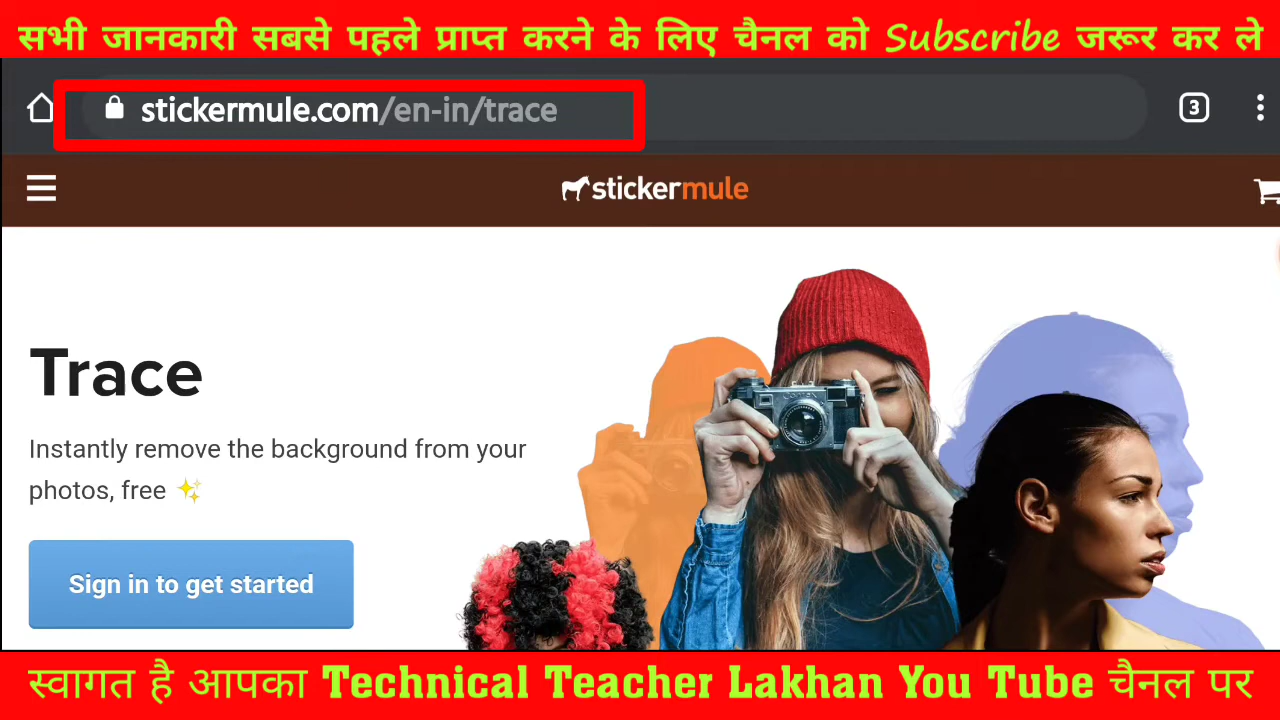 सभी जानकारी सबसे पहले प्राप्त करने के लिए चैनल को Subscribe जरूर कर ले
stickermule.com/en-in/trace
3
stickermule
Trace
Instantly remove the background from your
photos, free ✨
Sign in to get started
स्वागत है आपका Technical Teacher Lakhan You Tube चैनल पर